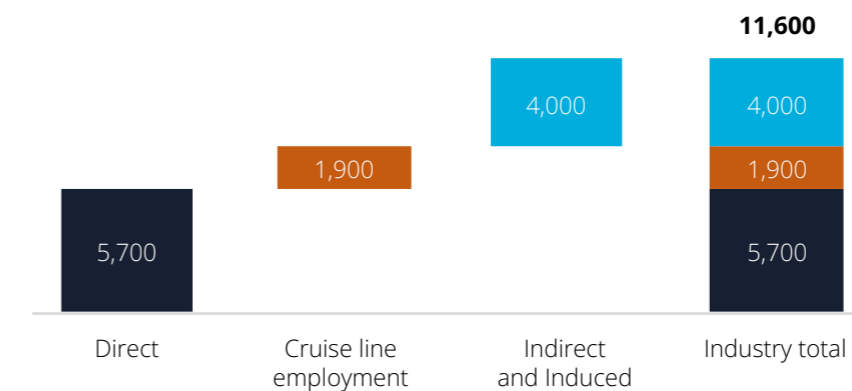 11,600
4,000
4,000
1,900
1,900
5,700
5,700
Direct
Cruise line
employment
Indirect
and Induced
Industry total